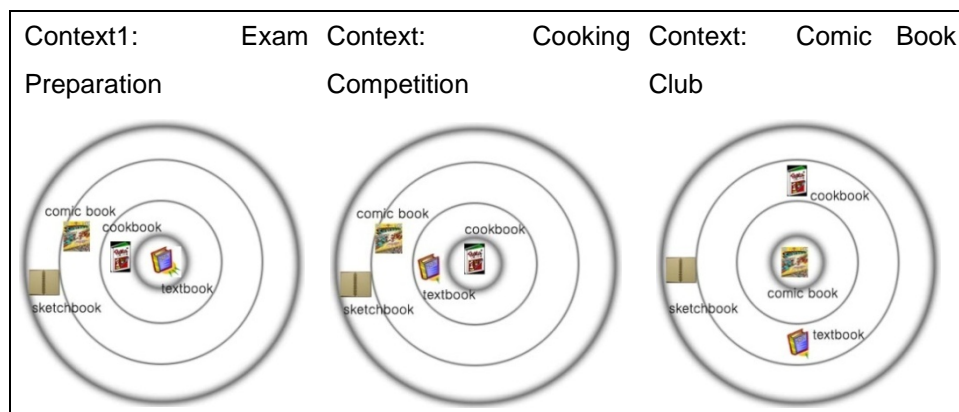 Context1: Exam
Preparation
comic book
cookbook
textbook
sketchbook
Context: Cooking
Competition
cookbook
comic book
textbook
sketchbook
Context: Comic Book
Club
cookbook
sketchbook
comic book
textbook